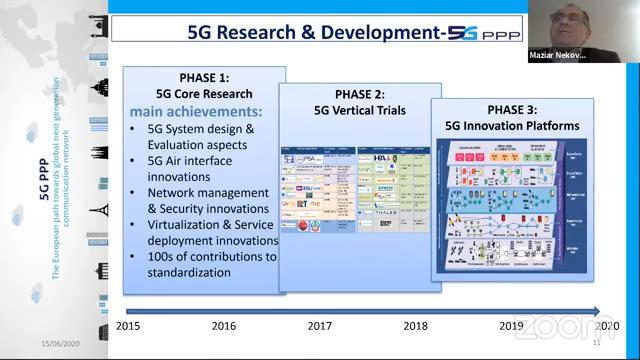 5G Research & Development-5G PPP
Maziar Nekov...
PHASE 1:
5G Core Research
main achievements:
• 5G System design &
Evaluation aspects
• 5G Air interface
innovations
• Network management
& Security innovations
• Virtualization & Service
deployment innovations
• 100s of contributions to
standardization
PHASE 2:
5G Vertical Trials
THALES
PHASE 3:
5G Innovation Platforms
5G PPP
The European path towards global next generation
communication network
2015 2016 2017 2018 2019 2020
15/06/2020
11
zoom